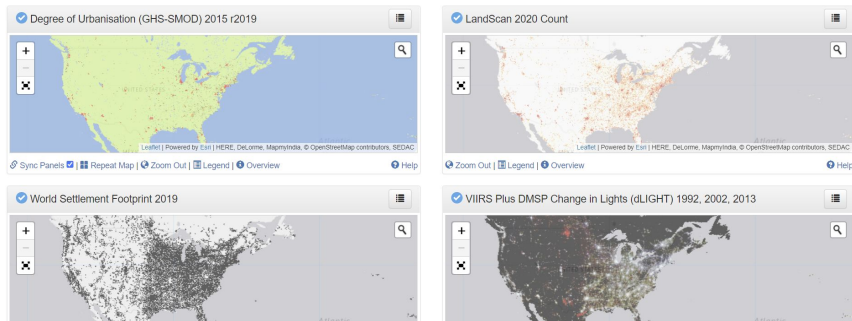 Degree of Urbanisation (GHS-SMOD) 2015 r2019
Leaflet | Powered by Esri | HERE, DeLorme, MapmyIndia, © OpenStreetMap contributors, SEDAC
Sync Panels | Repeat Map | Zoom Out | Legend | Overview
Help
LandScan 2020 Count
Leaflet | Powered by Esri | HERE, DeLorme, MapmyIndia, © OpenStreetMap contributors, SEDAC
Zoom Out | Legend | Overview
Help
World Settlement Footprint 2019
VIIRS Plus DMSP Change in Lights (dLIGHT) 1992, 2002, 2013